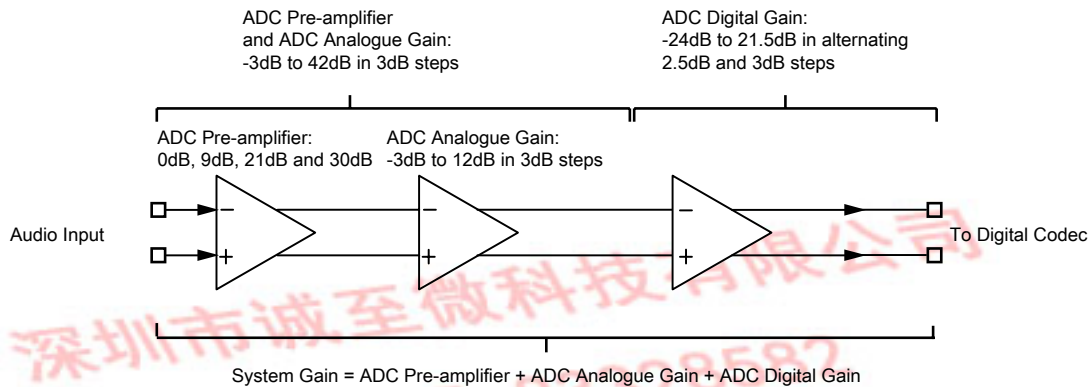 ADC Pre-amplifier
and ADC Analogue Gain:
-3dB to 42dB in 3dB steps
ADC Digital Gain:
-24dB to 21.5dB in alternating
2.5dB and 3dB steps
ADC Pre-amplifier:
0dB, 9dB, 21dB and 30dB
ADC Analogue Gain:
-3dB to 12dB in 3dB steps
Audio Input
− + − + − +
To Digital Codec
深圳市诚至微科技有限公司
System Gain = ADC Pre-amplifier + ADC Analogue Gain + ADC Digital Gain